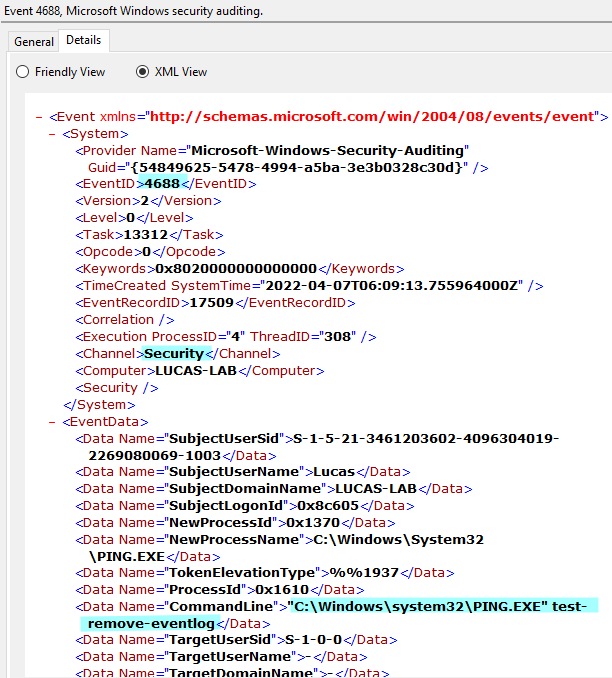 Event 4688, Microsoft Windows security auditing.
General Details
Friendly View XML View
– <Event xmlns="http://schemas.microsoft.com/win/2004/08/events/event">
– <System>
<Provider Name="Microsoft-Windows-Security-Auditing"
Guid="{54849625-5478-4994-a5ba-3e3b0328c30d}" />
<EventID>4688</EventID>
<Version>2</Version>
<Level>0</Level>
<Task>13312</Task>
<Opcode>0</Opcode>
<Keywords>0x8020000000000000</Keywords>
<TimeCreated SystemTime="2022-04-07T06:09:13.755964000Z" />
<EventRecordID>17509</EventRecordID>
<Correlation />
<Execution ProcessID="4" ThreadID="308" />
<Channel>Security</Channel>
<Computer>LUCAS-LAB</Computer>
<Security />
</System>
– <EventData>
<Data Name="SubjectUserSid">S-1-5-21-3461203602-4096304019-
2269080069-1003</Data>
<Data Name="SubjectUserName">Lucas</Data>
<Data Name="SubjectDomainName">LUCAS-LAB</Data>
<Data Name="SubjectLogonId">0x8c605</Data>
<Data Name="NewProcessId">0x1370</Data>
<Data Name="NewProcessName">C:\Windows\System32
\PING.EXE</Data>
<Data Name="TokenElevationType">%%1937</Data>
<Data Name="ProcessId">0x1610</Data>
<Data Name="CommandLine">"C:\Windows\system32\PING.EXE" test-
remove-eventlog</Data>
<Data Name="TargetUserSid">S-1-0-0</Data>
<Data Name="TargetUserName">-</Data>
<Data Name="TargetDomainName">-</Data>